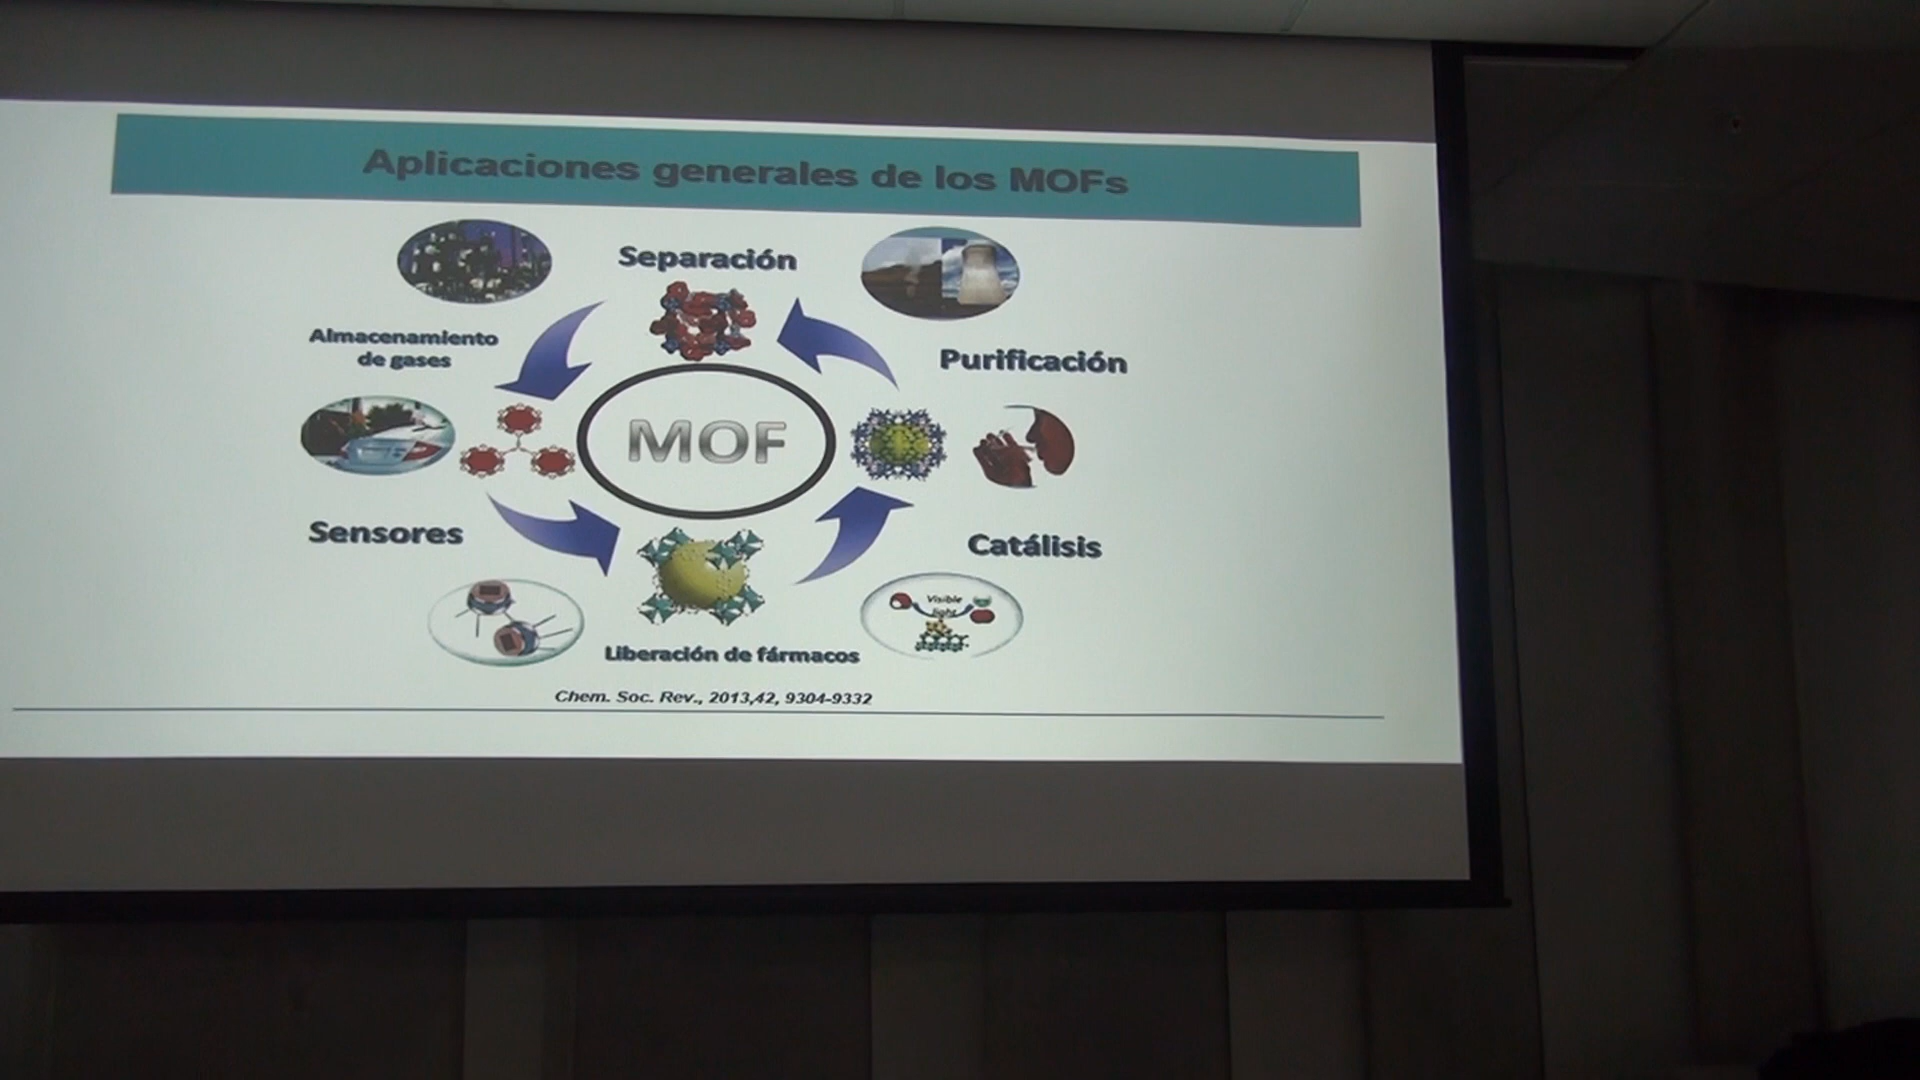 Aplicaciones generales de los MOFs
Separación
Almacenamiento
de gases
Purificación
MOF
Sensores
Catálisis
Visible
light
Liberación de fármacos
Chem. Soc. Rev., 2013,42, 9304-9332